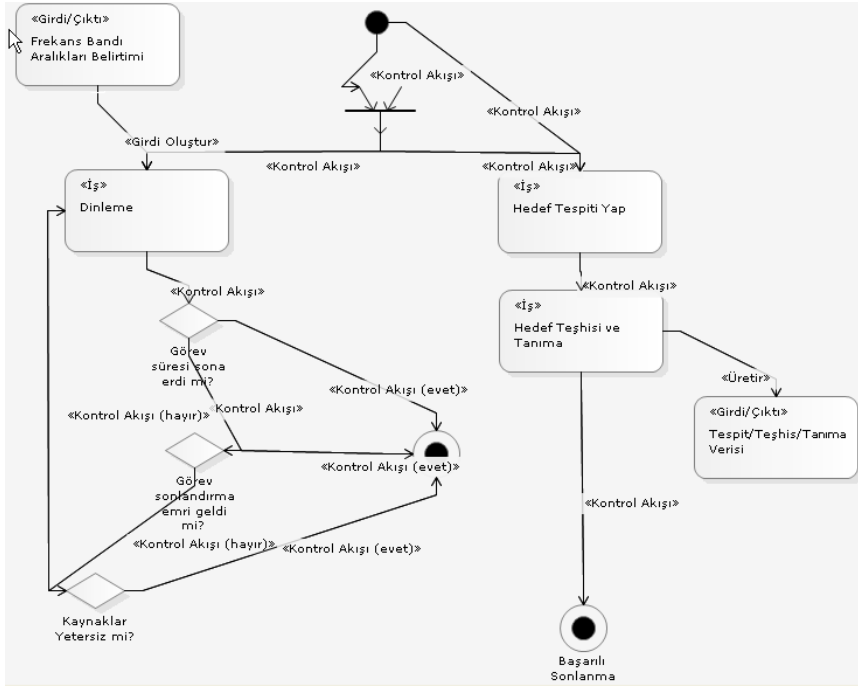 «Girdi/Çıktı»
Frekans Bandı
Aralıkları Belirtimi
«Kontrol Akışı»
«Kontrol Akışı»
«Girdi Oluştur»
«Kontrol Akışı»
«Kontrol Akışı»
«İş»
Dinleme
«İş»
Hedef Tespiti Yap
«Kontrol Akışı»
«Kontrol Akışı»
«İş»
Hedef Teşhisi ve
Tanıma
Görev
süresi sona
erdi mi?
«Kontrol Akışı (evet)»
«Üretir»
«Kontrol Akışı (hayır)»
«Kontrol Akışı»
«Girdi/Çıktı»
Tespit/Teşhis/Tanıma
Verisi
«Kontrol Akışı (evet)»
Görev
sonlandırma
emri geldi
mi?
«Kontrol Akışı»
«Kontrol Akışı (hayır)»
«Kontrol Akışı (evet)»
Kaynaklar
Yetersiz mi?
Başarılı
Sonlanma